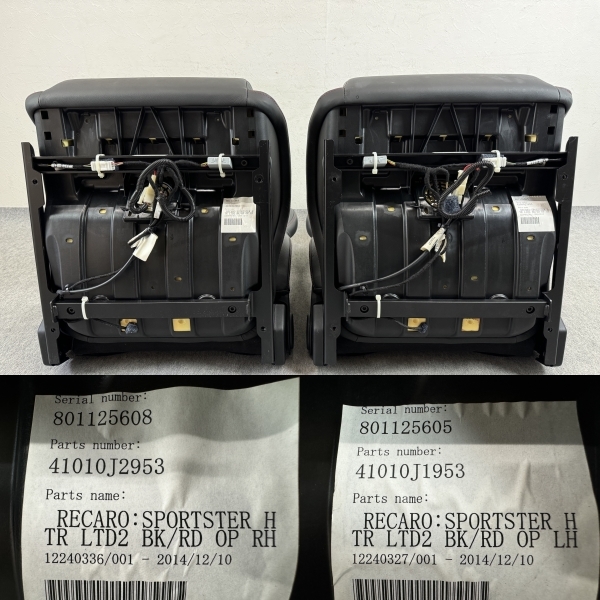 Serial number:
801125608
Parts number:
41010J2953
Parts name:
RECARO:SPORTSTER H
TR LTD2 BK/RD OP RH
12240336/001 - 2014/12/10
Serial number:
801125605
Parts number:
41010J1953
Parts name:
RECARO:SPORTSTER H
TR LTD2 BK/RD OP LH
12240327/001 - 2014/12/10